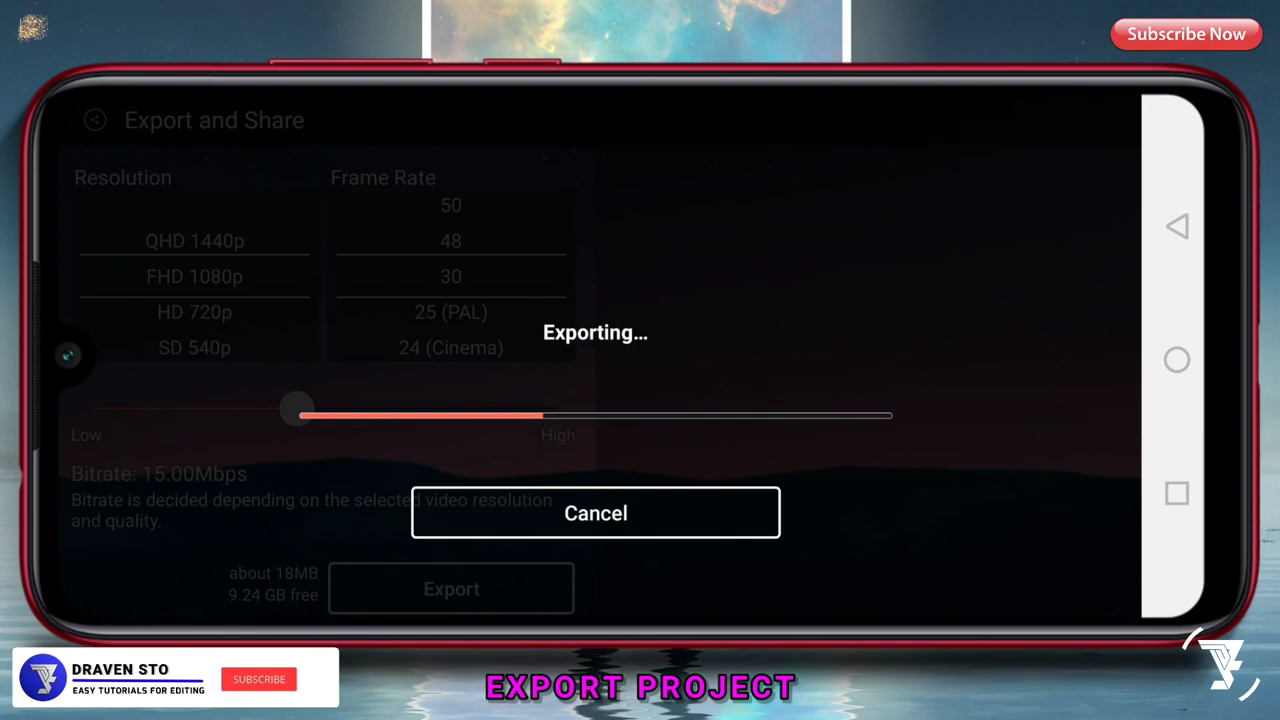 Subscribe Now
Export and Share
Resolution
Frame Rate
50
QHD 1440p
48
FHD 1080p
30
HD 720p
25 (PAL)
SD 540p
24 (Cinema)
Exporting...
Low
High
Bitrate: 15.00Mbps
Bitrate is decided depending on the selected video resolution
and quality.
Cancel
about 18MB
9.24 GB free
Export
DRAVEN STO
EASY TUTORIALS FOR EDITING
SUBSCRIBE
EXPORT PROJECT